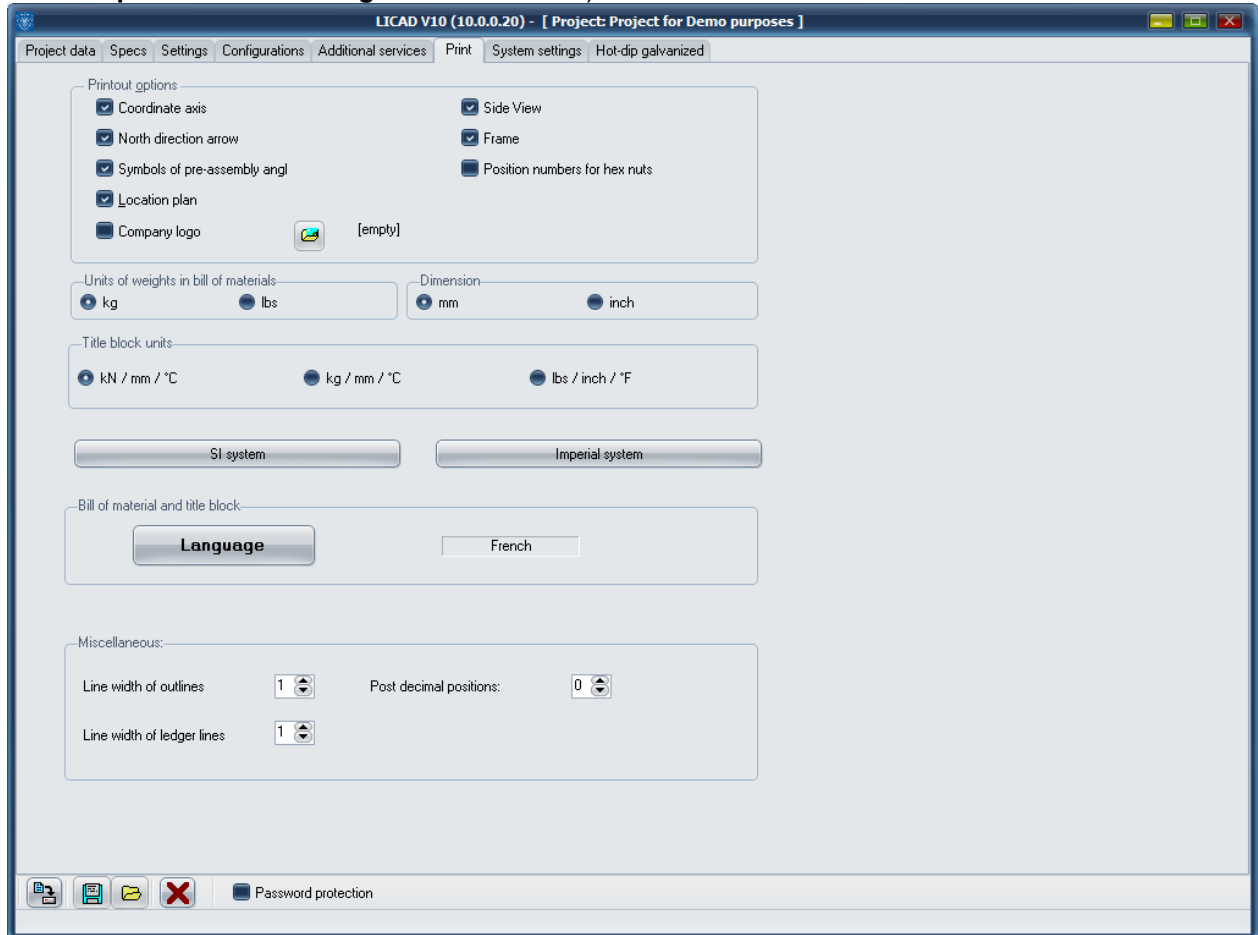 LICAD V10 (10.0.0.20) - [ Project: Project for Demo purposes ]
Project data Specs Settings Configurations Additional services Print System settings Hot-dip galvanized
Printout options
Coordinate axis
Side View
North direction arrow
Frame
Symbols of pre-assembly angl
Position numbers for hex nuts
Location plan
Company logo [empty]
Units of weights in bill of materials
kg lbs
Dimension
mm inch
Title block units
kN / mm / °C kg / mm / °C lbs / inch / °F
SI system Imperial system
Bill of material and title block
Language French
Miscellaneous:
Line width of outlines 1 Post decimal positions: 0
Line width of ledger lines 1
Password protection